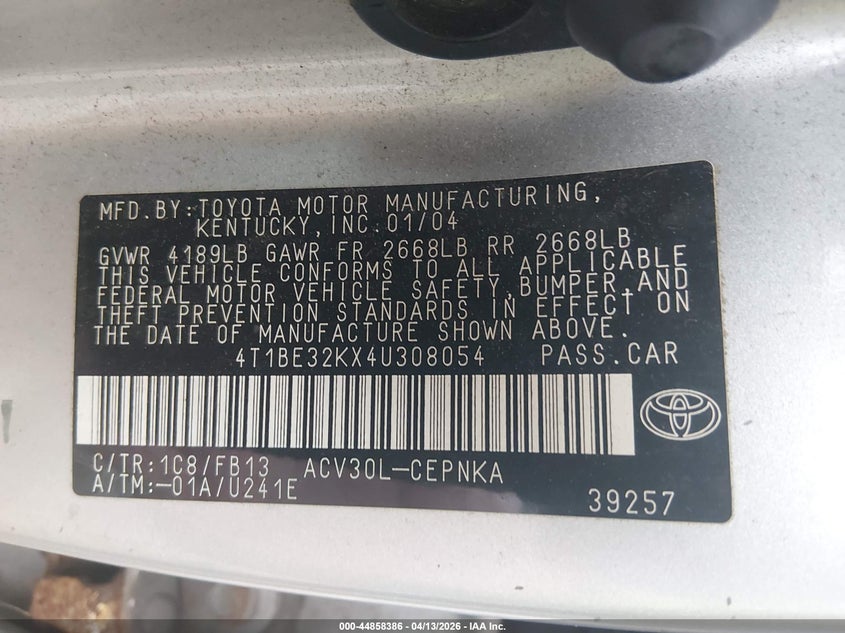 MFD.BY:TOYOTA MOTOR MANUFACTURING,
KENTUCKY,INC.01/04
GVWR 4189LB GAWR FR 2668LB RR 2668LB
THIS VEHICLE CONFORMS TO ALL APPLICABLE
FEDERAL MOTOR VEHICLE SAFETY,BUMPER,AND
THEFT PREVENTION STANDARDS IN EFFECT ON
THE DATE OF MANUFACTURE SHOWN ABOVE.
4T1BE32KX4U308054 PASS.CAR
C/TR:1C8/FB13 ACV30L-CEPNKA
A/TM:-01A/U241E
39257
000-44858386 - 04/13/2026 - IAA Inc.